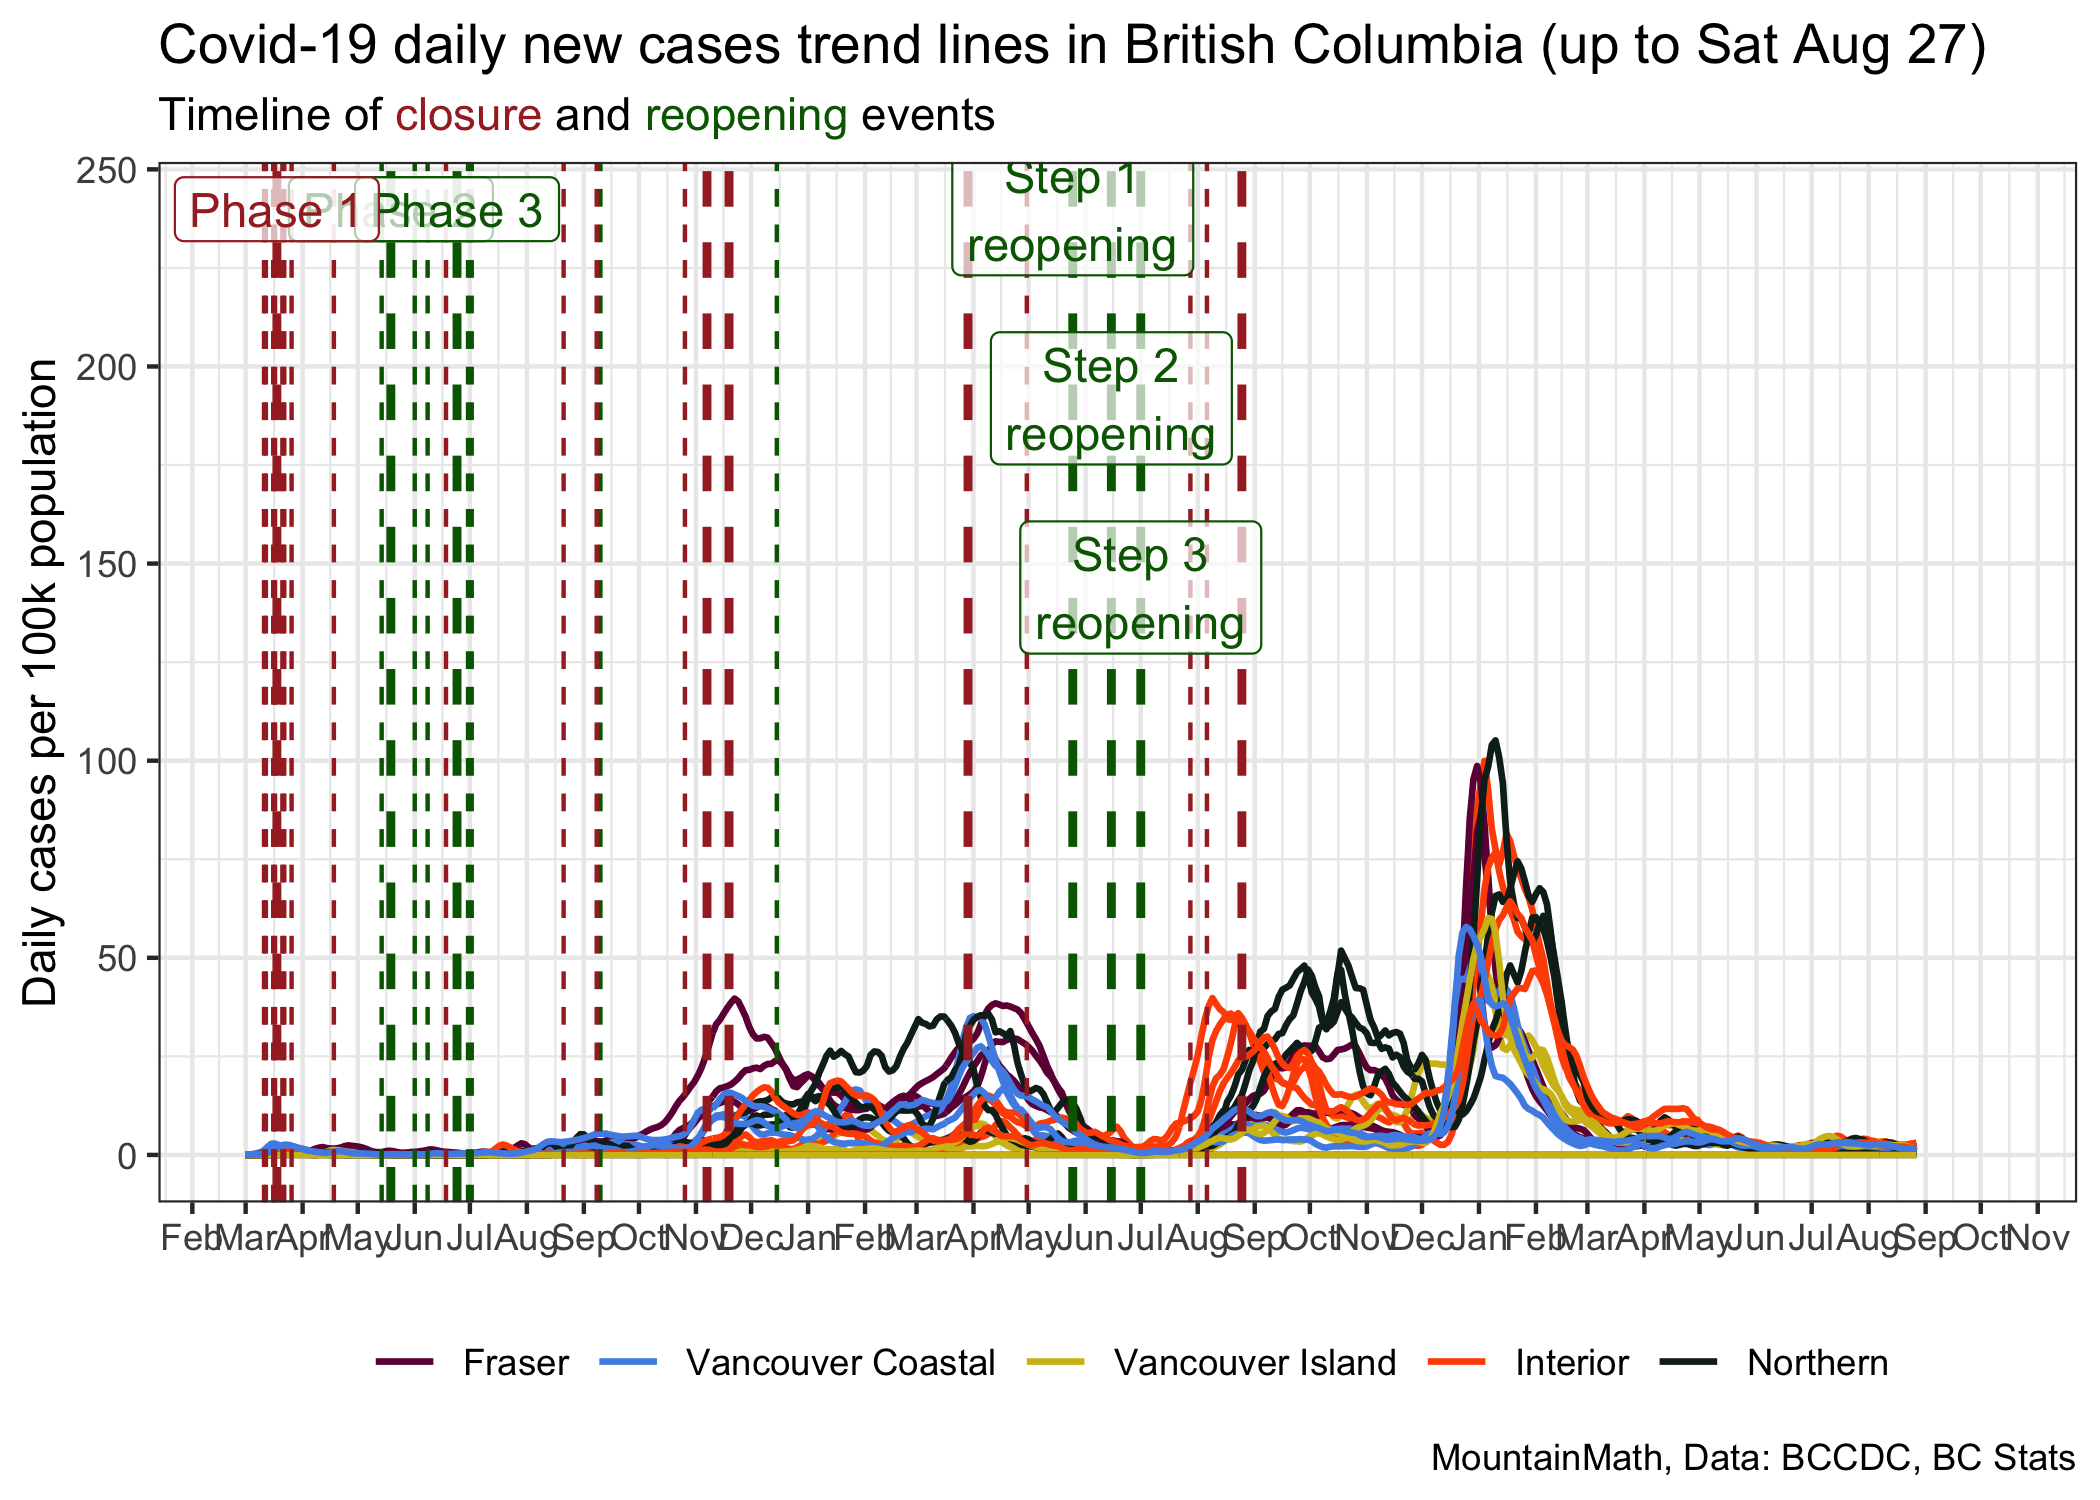 Covid-19 daily new cases trend lines in British Columbia (up to Sat Aug 27)
Timeline of closure and reopening events
Daily cases per 100k population
250
200
150
100
50
0
Phase 1
Phase 2
Phase 3
Step 1
reopening
Step 2
reopening
Step 3
reopening
Feb Mar Apr May Jun Jul Aug Sep Oct Nov Dec Jan Feb Mar Apr May Jun Jul Aug Sep Oct Nov Dec Jan Feb Mar Apr May Jun Jul Aug Sep Oct Nov
Fraser Vancouver Coastal Vancouver Island Interior Northern
MountainMath, Data: BCCDC, BC Stats